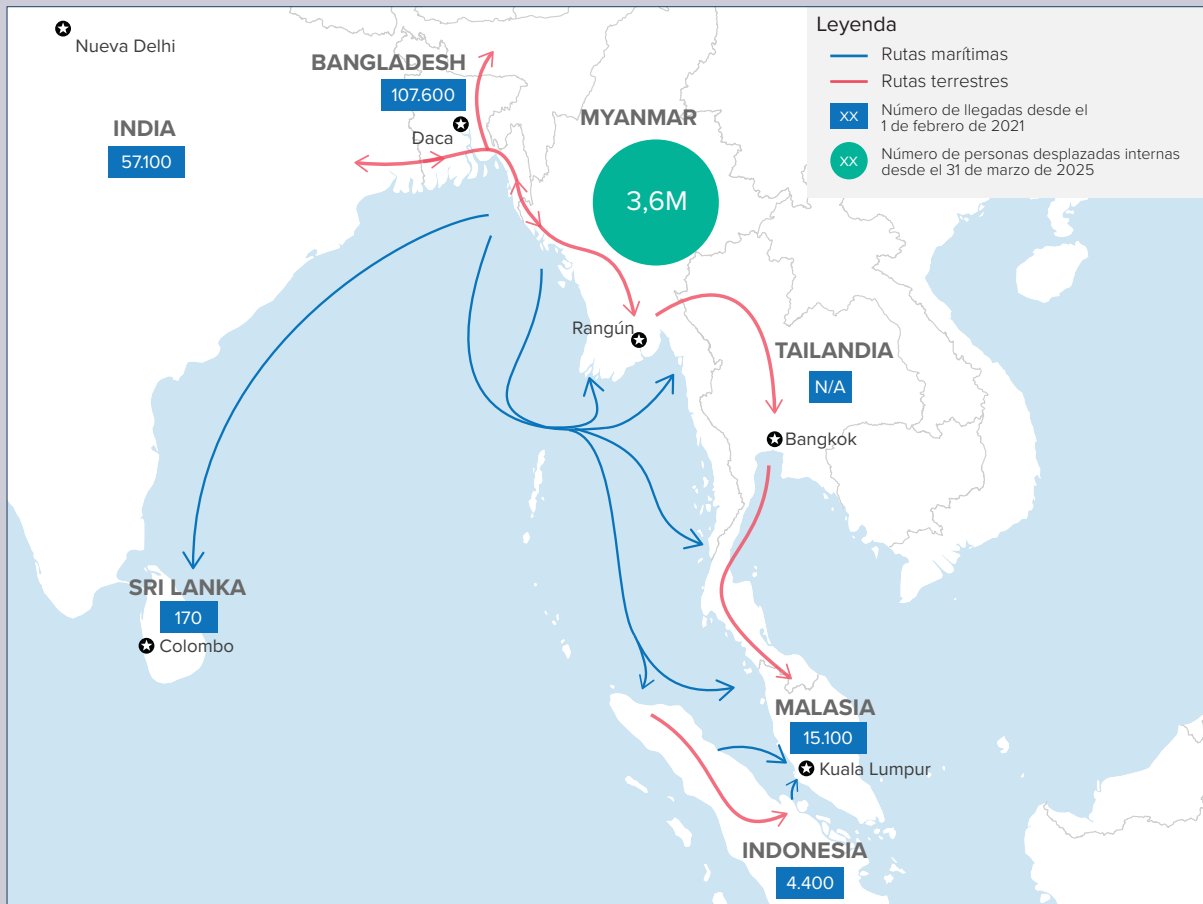 Nueva Delhi
BANGLADESH
107.600
Daca
INDIA
57.100
MYANMAR
3,6M
Leyenda
Rutas marítimas
Rutas terrestres
XX
Número de llegadas desde el
1 de febrero de 2021
XX
Número de personas desplazadas internas
desde el 31 de marzo de 2025
Rangún
TAILANDIA
N/A
Bangkok
SRI LANKA
170
Colombo
MALASIA
15.100
Kuala Lumpur
INDONESIA
4.400